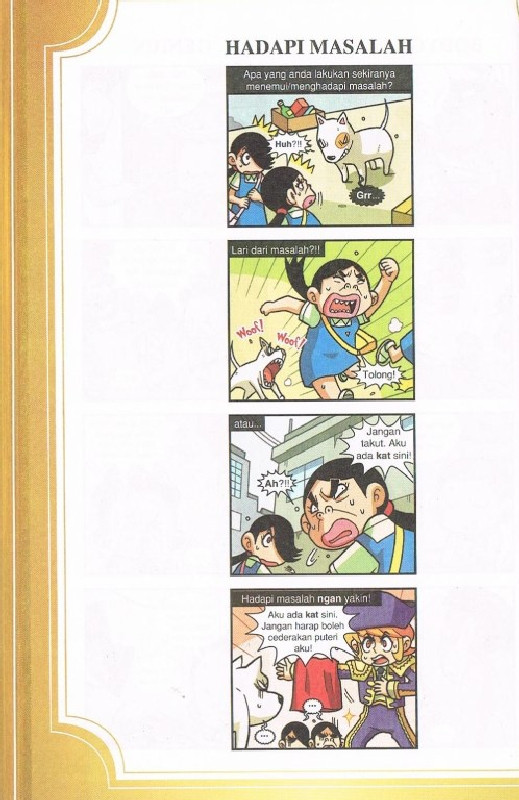 HADAPI MASALAH
Apa yang anda lakukan sekiranya
menemui/menghadapi masalah?
Huh?!!
Grr...
Lari dari masalah?!!
Woof!
Woof!
Tolong!
atau...
Jangan
takut. Aku
ada kat sini!
Ah?!!
Hadapi masalah ngan yakin!
Aku ada kat sini.
Jangan harap boleh
cederakan puteri
aku!
...
...